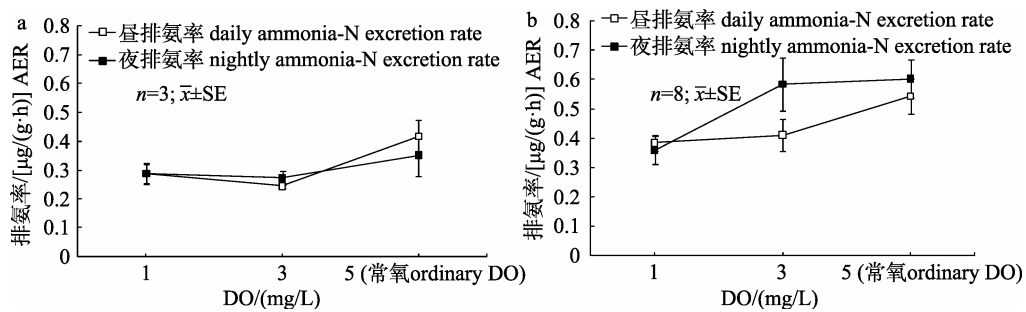 a
0.8
0.7
0.6
0.5
0.4
0.3
0.2
0.1
0
排氨率/[μg/(g·h)] AER
昼排氨率 daily ammonia-N excretion rate
夜排氨率 nightly ammonia-N excretion rate
n=3; x̄±SE
1
3
5 (常氧ordinary DO)
DO/(mg/L)
b
0.8
0.7
0.6
0.5
0.4
0.3
0.2
0.1
0
排氨率/[μg/(g·h)] AER
昼排氨率 daily ammonia-N excretion rate
夜排氨率 nightly ammonia-N excretion rate
n=8; x̄±SE
1
3
5 (常氧ordinary DO)
DO/(mg/L)